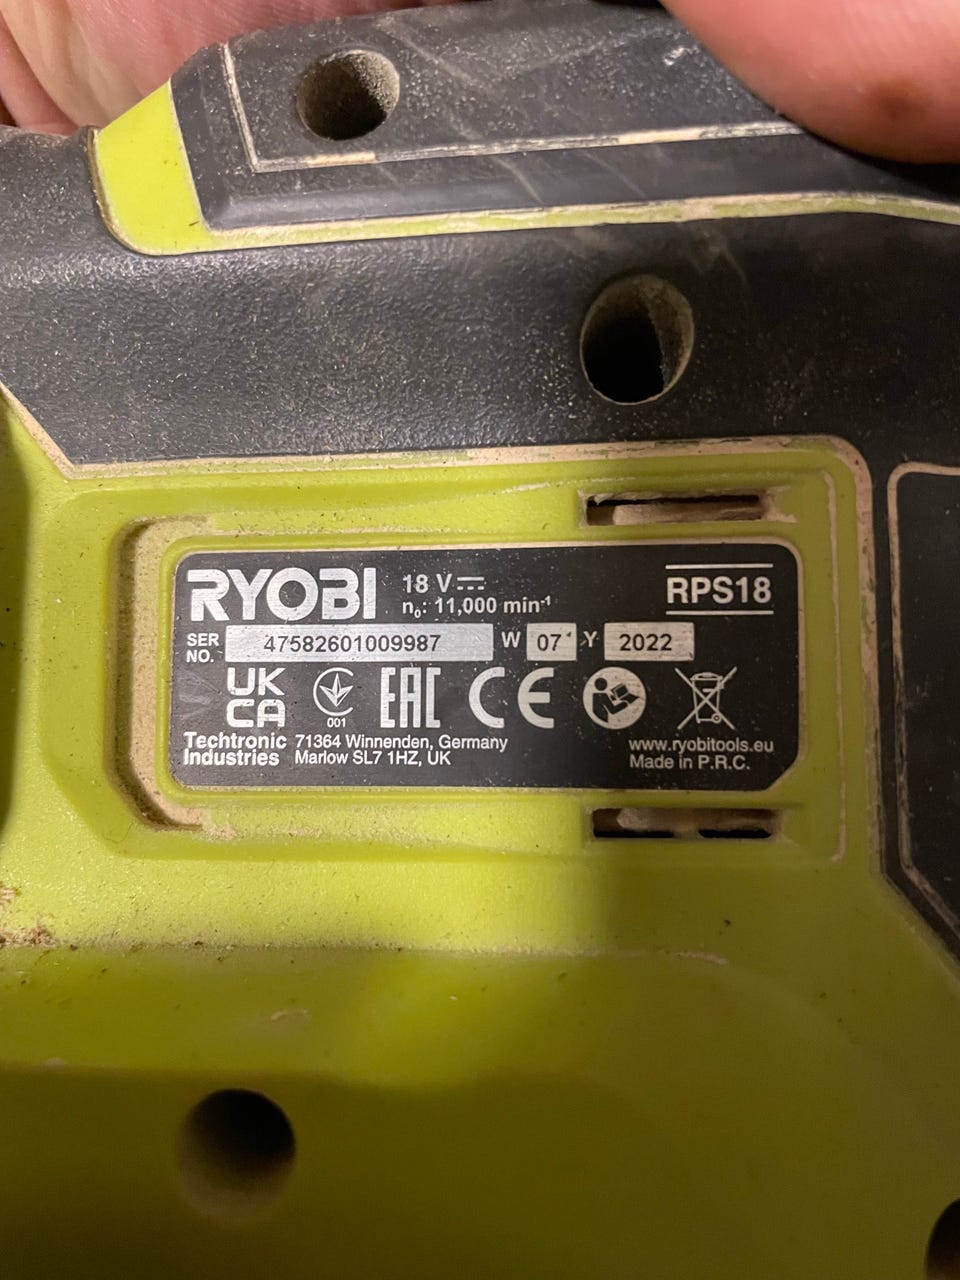 RYOBI 18 V RPS18
n₀: 11,000 min⁻¹
SER NO. 47582601009987 W 07 Y 2022
UK CA 001 EAC CE
Techtronic Industries
71364 Winnenden, Germany
Marlow SL7 1HZ, UK
www.ryobitools.eu
Made in P.R.C.